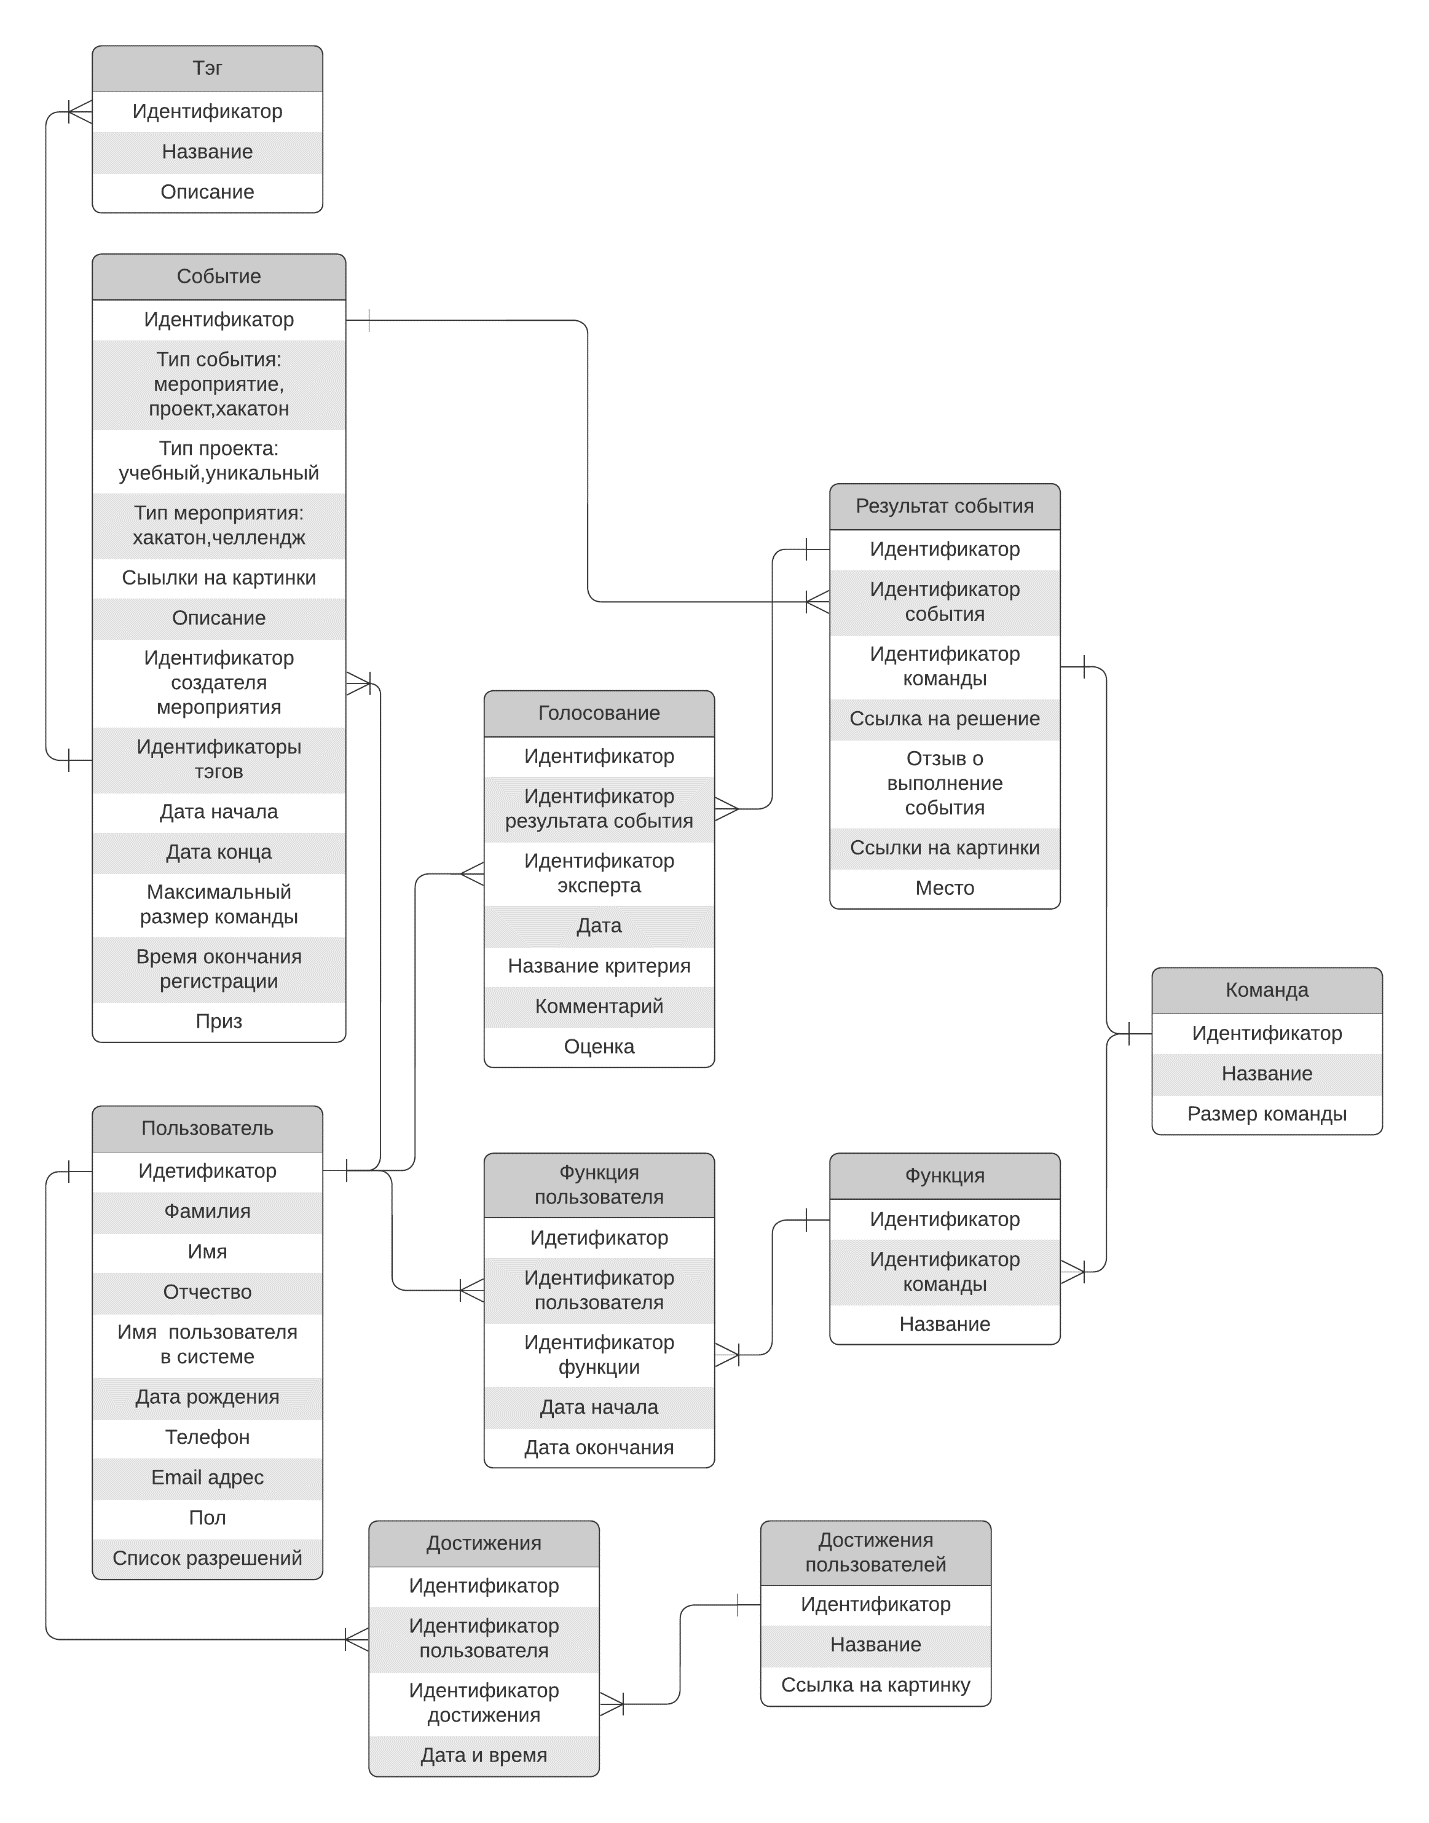 Тэг
Идентификатор
Название
Описание
Событие
Идентификатор
Тип события:
мероприятие,
проект,хакатон
Тип проекта:
учебный,уникальный
Тип мероприятия:
хакатон,челлендж
Сыылки на картинки
Описание
Идентификатор
создателя
мероприятия
Идентификаторы
тэгов
Дата начала
Дата конца
Максимальный
размер команды
Время окончания
регистрации
Приз
Результат события
Идентификатор
Идентификатор
события
Идентификатор
команды
Ссылка на решение
Отзыв о
выполнение
события
Ссылки на картинки
Место
Голосование
Идентификатор
Идентификатор
результата события
Идентификатор
эксперта
Дата
Название критерия
Комментарий
Оценка
Команда
Идентификатор
Название
Размер команды
Пользователь
Идетификатор
Фамилия
Имя
Отчество
Имя  пользователя
в системе
Дата рождения
Телефон
Email адрес
Пол
Список разрешений
Функция
пользователя
Идетификатор
Идентификатор
пользователя
Идентификатор
функции
Дата начала
Дата окончания
Функция
Идентификатор
Идентификатор
команды
Название
Достижения
Идентификатор
Идентификатор
пользователя
Идентификатор
достижения
Дата и время
Достижения
пользователей
Идентификатор
Название
Ссылка на картинку